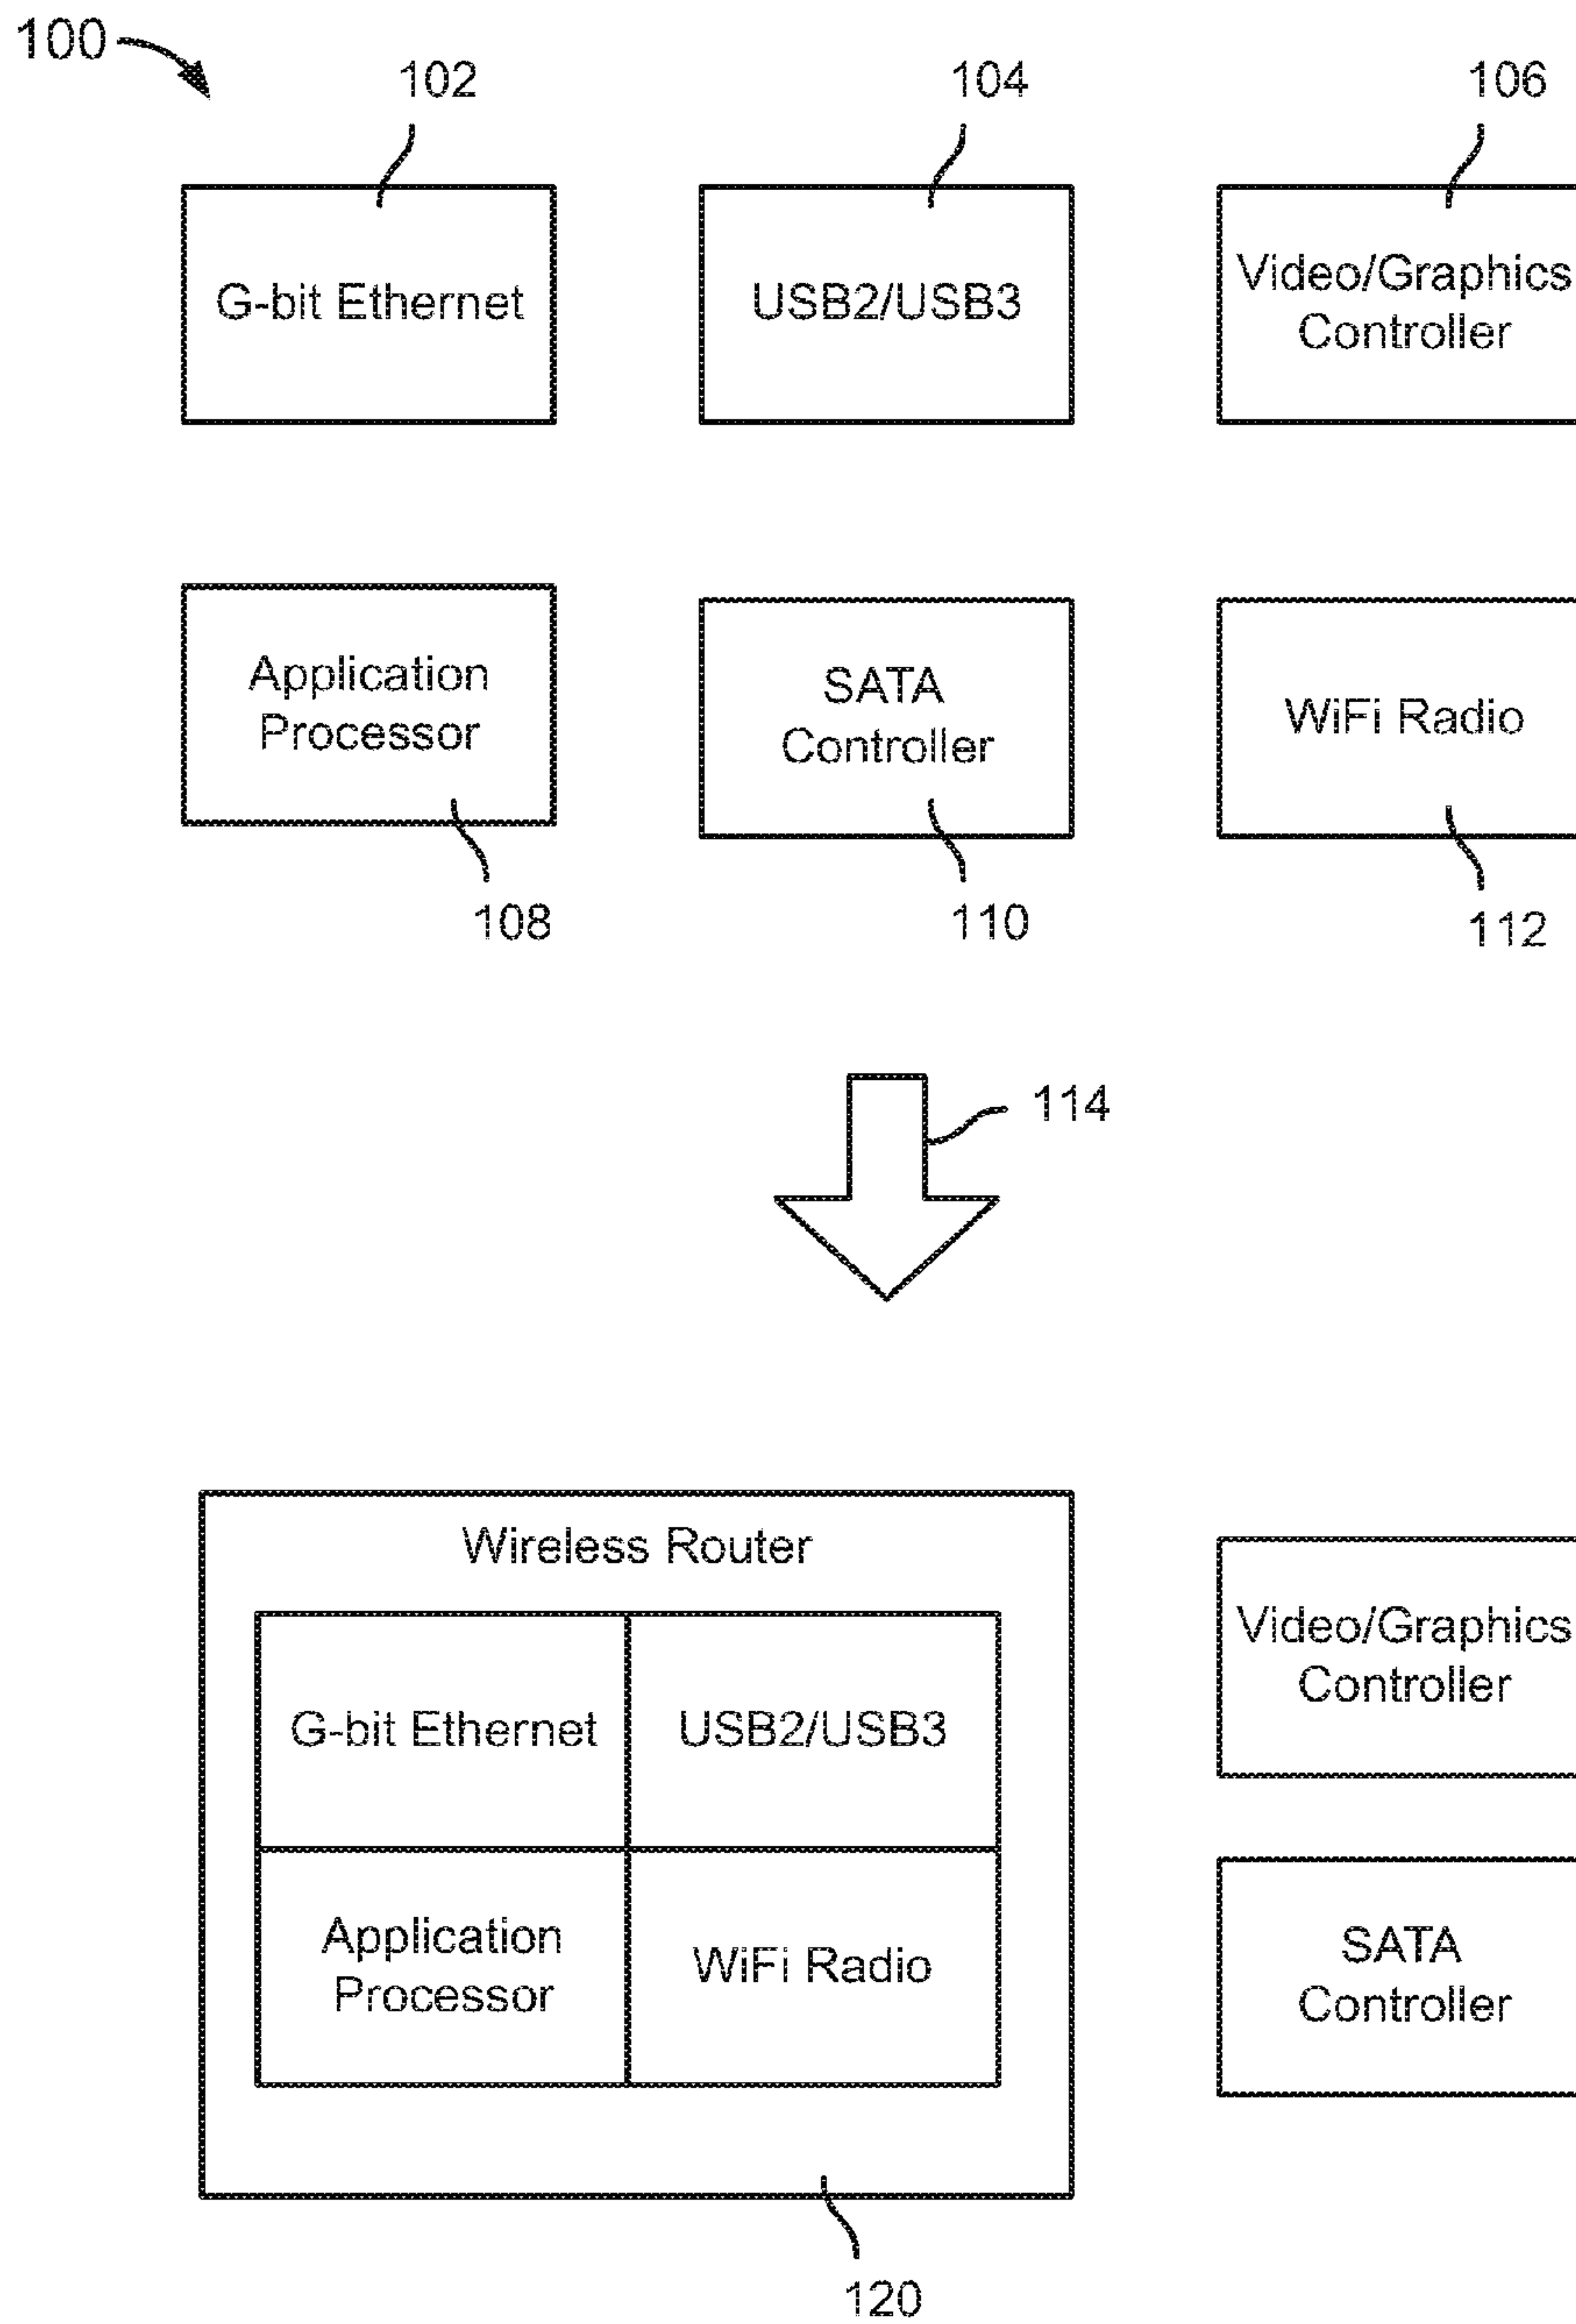 100
102
104
106
G-bit Ethernet
USB2/USB3
Video/Graphics
Controller
Application
Processor
SATA
Controller
WiFi Radio
108
110
112
114
Wireless Router
G-bit Ethernet
USB2/USB3
Application
Processor
WiFi Radio
Video/Graphics
Controller
SATA
Controller
120